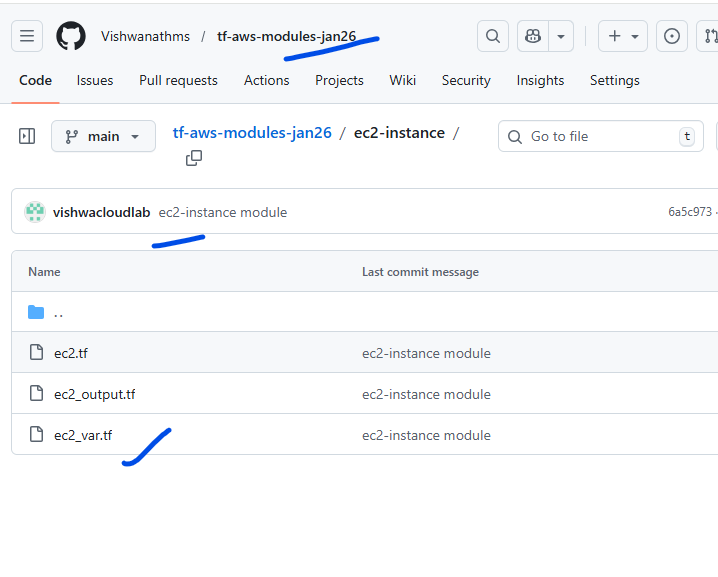 Vishwanathms / tf-aws-modules-jan26
Code Issues Pull requests Actions Projects Wiki Security Insights Settings
main tf-aws-modules-jan26 / ec2-instance / Go to file t
vishwacloudlab ec2-instance module 6a5c973
Name Last commit message
..
ec2.tf ec2-instance module
ec2_output.tf ec2-instance module
ec2_var.tf ec2-instance module